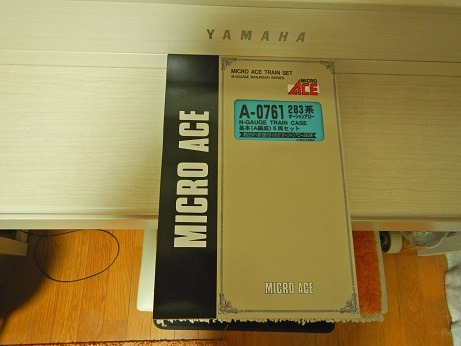 YAMAHA
MICRO ACE
MICRO ACE TRAIN SET
N-GAUGE RAILROAD SERIES
MICRO
ACE
A-0761 283系
オーシャンアロー
N-GAUGE TRAIN CASE
基本(A編成)6両セット
MICRO ACE